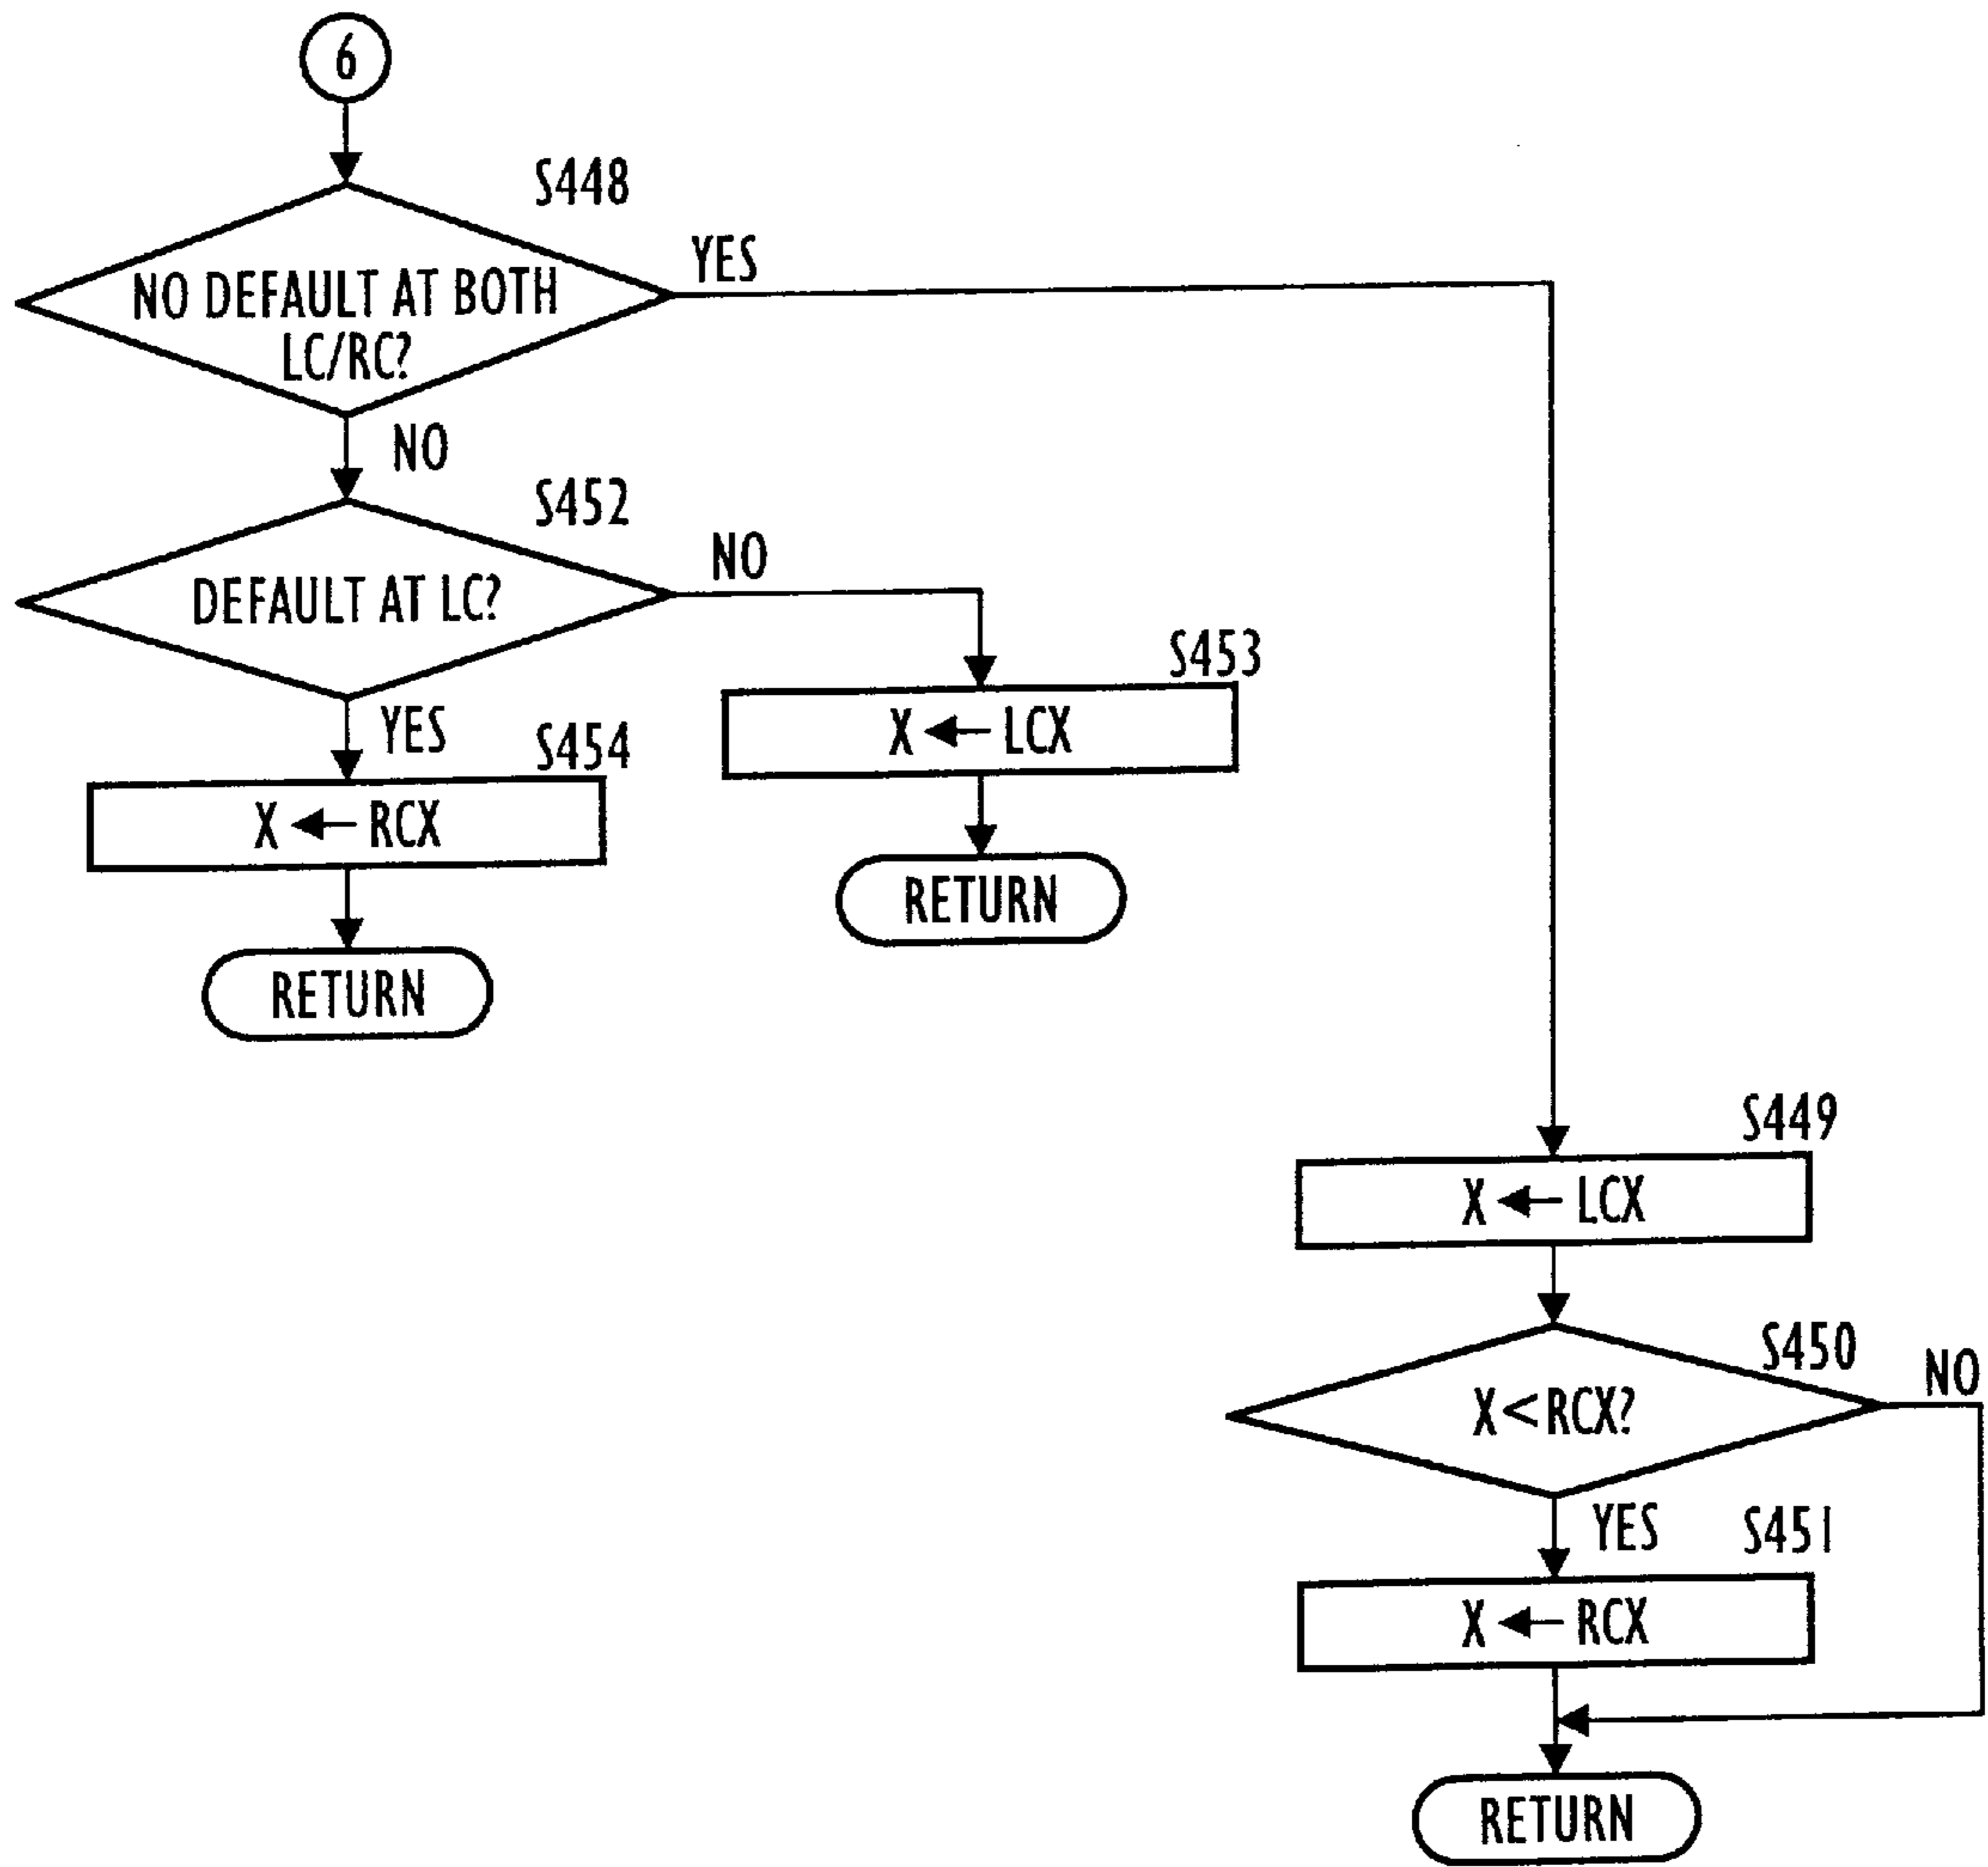 6
S448
YES
NO DEFAULT AT BOTH
LC/RC?
NO
S452
NO
DEFAULT AT LC?
S453
X ← LCX
YES
S454
X ← RCX
RETURN
RETURN
S449
X ← LCX
S450
NO
X < RCX?
YES
S451
X ← RCX
RETURN